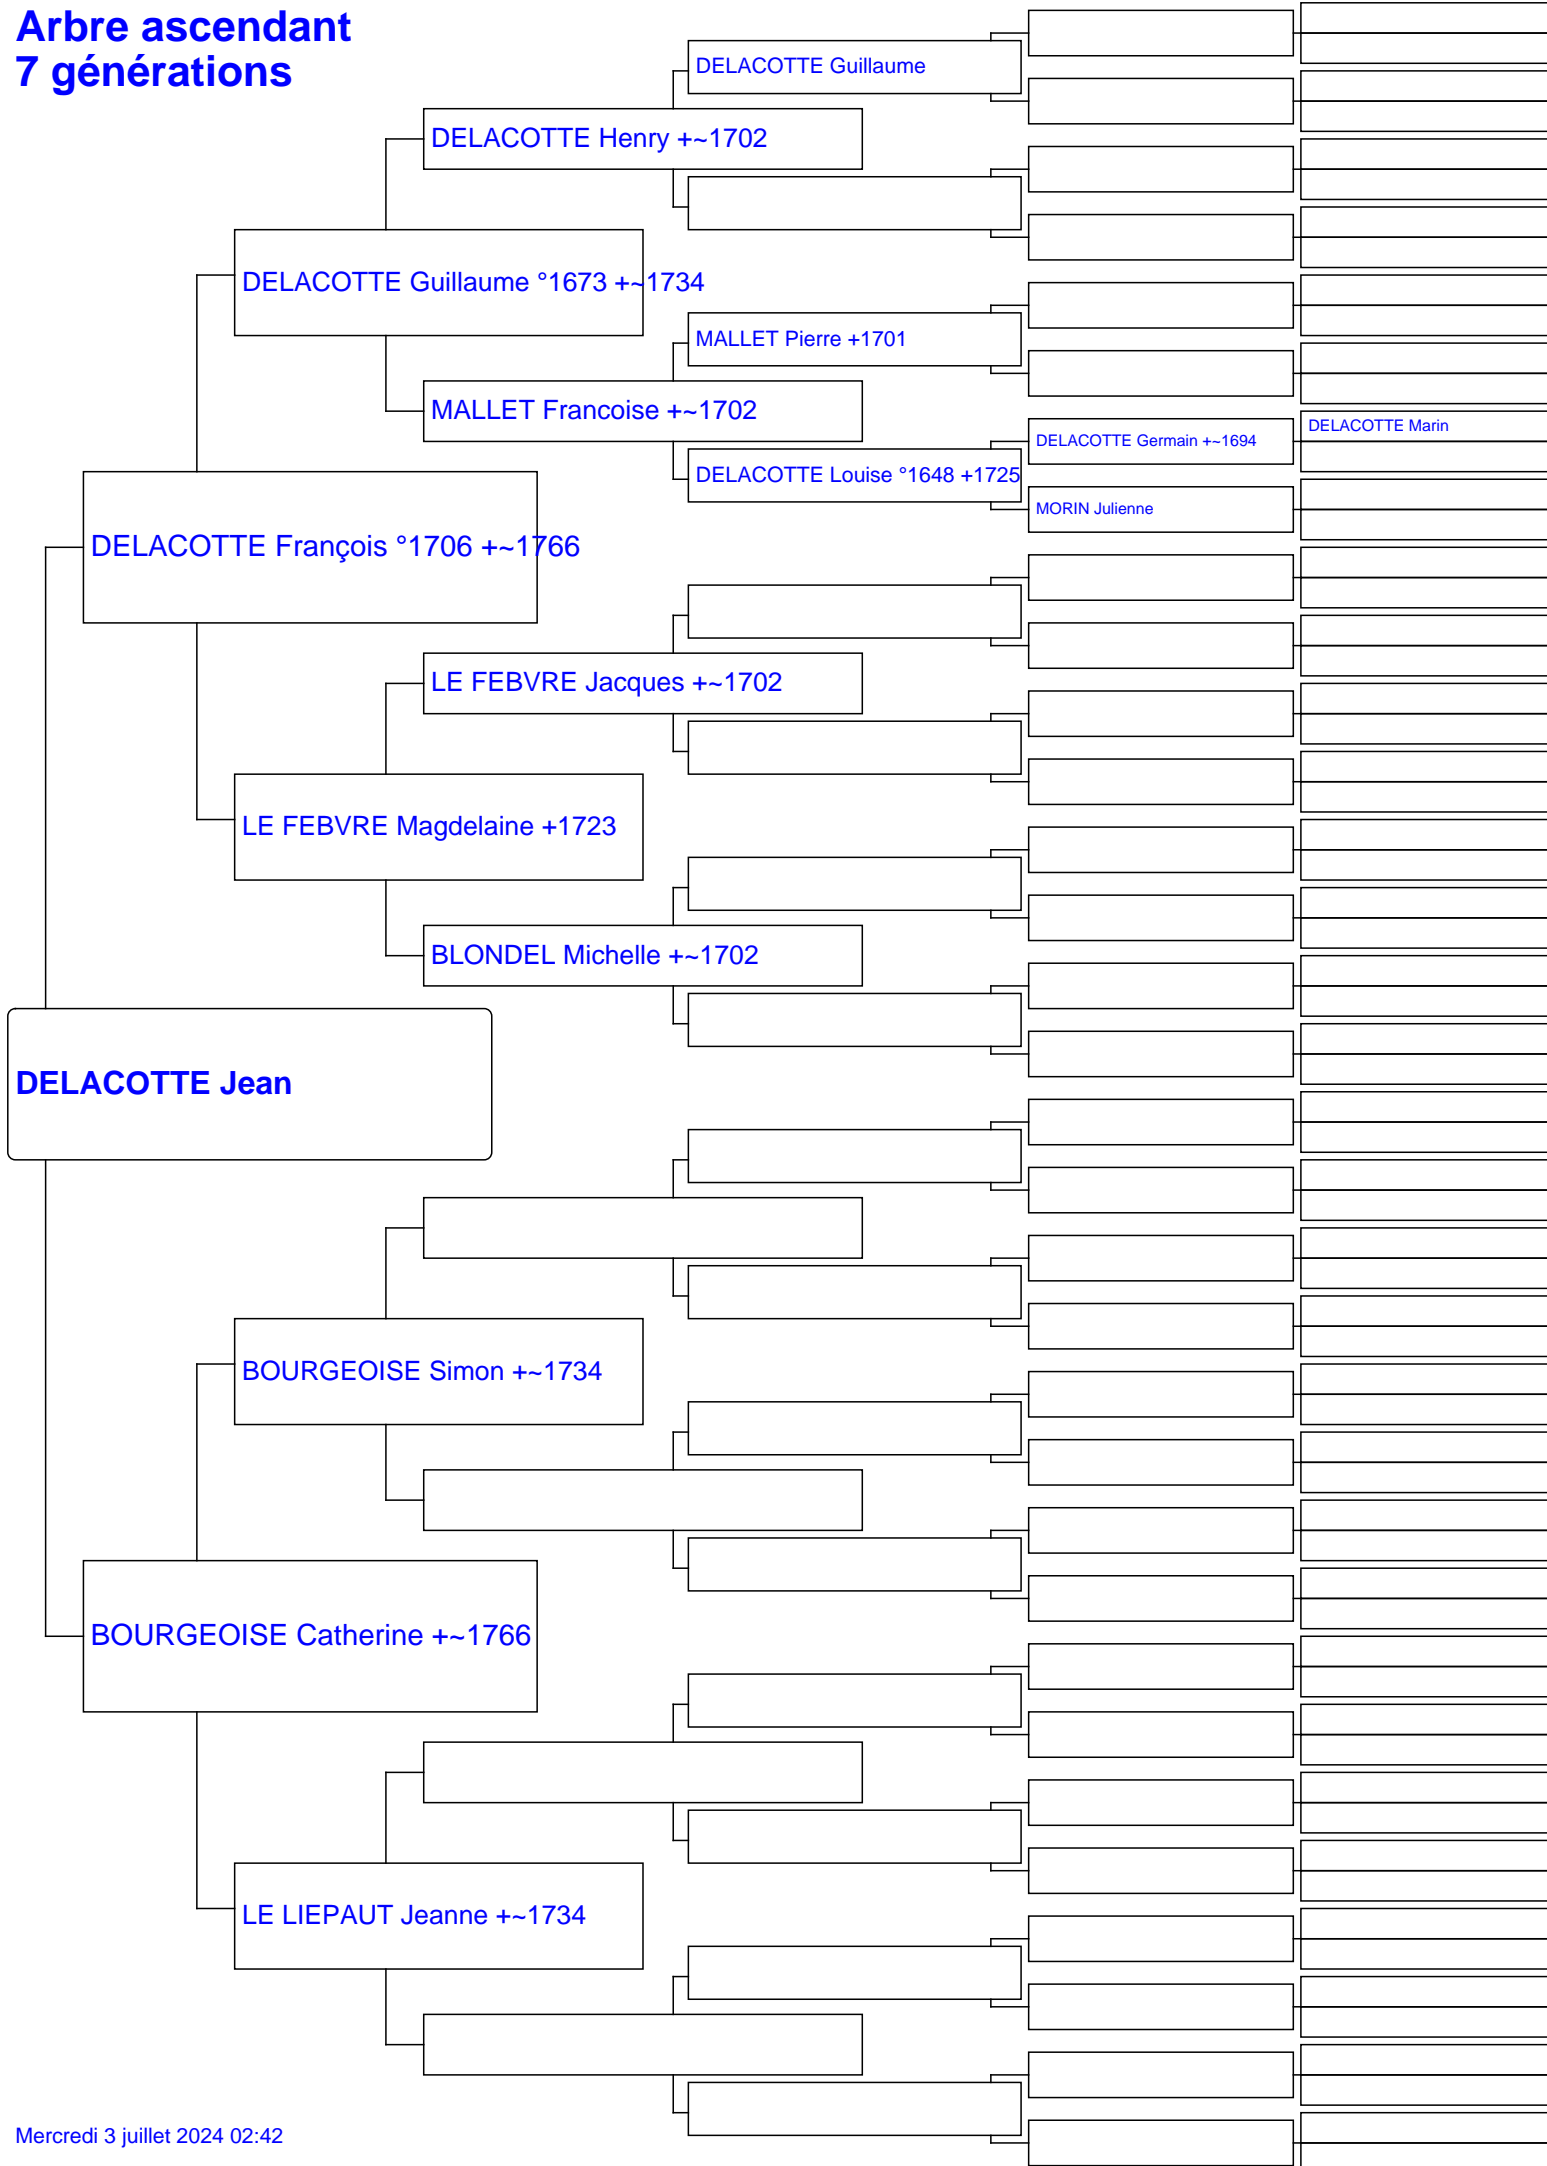 Arbre ascendant
7 générations
DELACOTTE Guillaume
DELACOTTE Henry +~1702
DELACOTTE Guillaume °1673 +~1734
MALLET Pierre +1701
MALLET Francoise +~1702
DELACOTTE Marin
DELACOTTE Germain +~1694
DELACOTTE Louise °1648 +1725
MORIN Julienne
DELACOTTE François °1706 +~1766
LE FEBVRE Jacques +~1702
LE FEBVRE Magdelaine +1723
BLONDEL Michelle +~1702
DELACOTTE Jean
BOURGEOISE Simon +~1734
BOURGEOISE Catherine +~1766
LE LIEPAUT Jeanne +~1734
Mercredi 3 juillet 2024 02:42